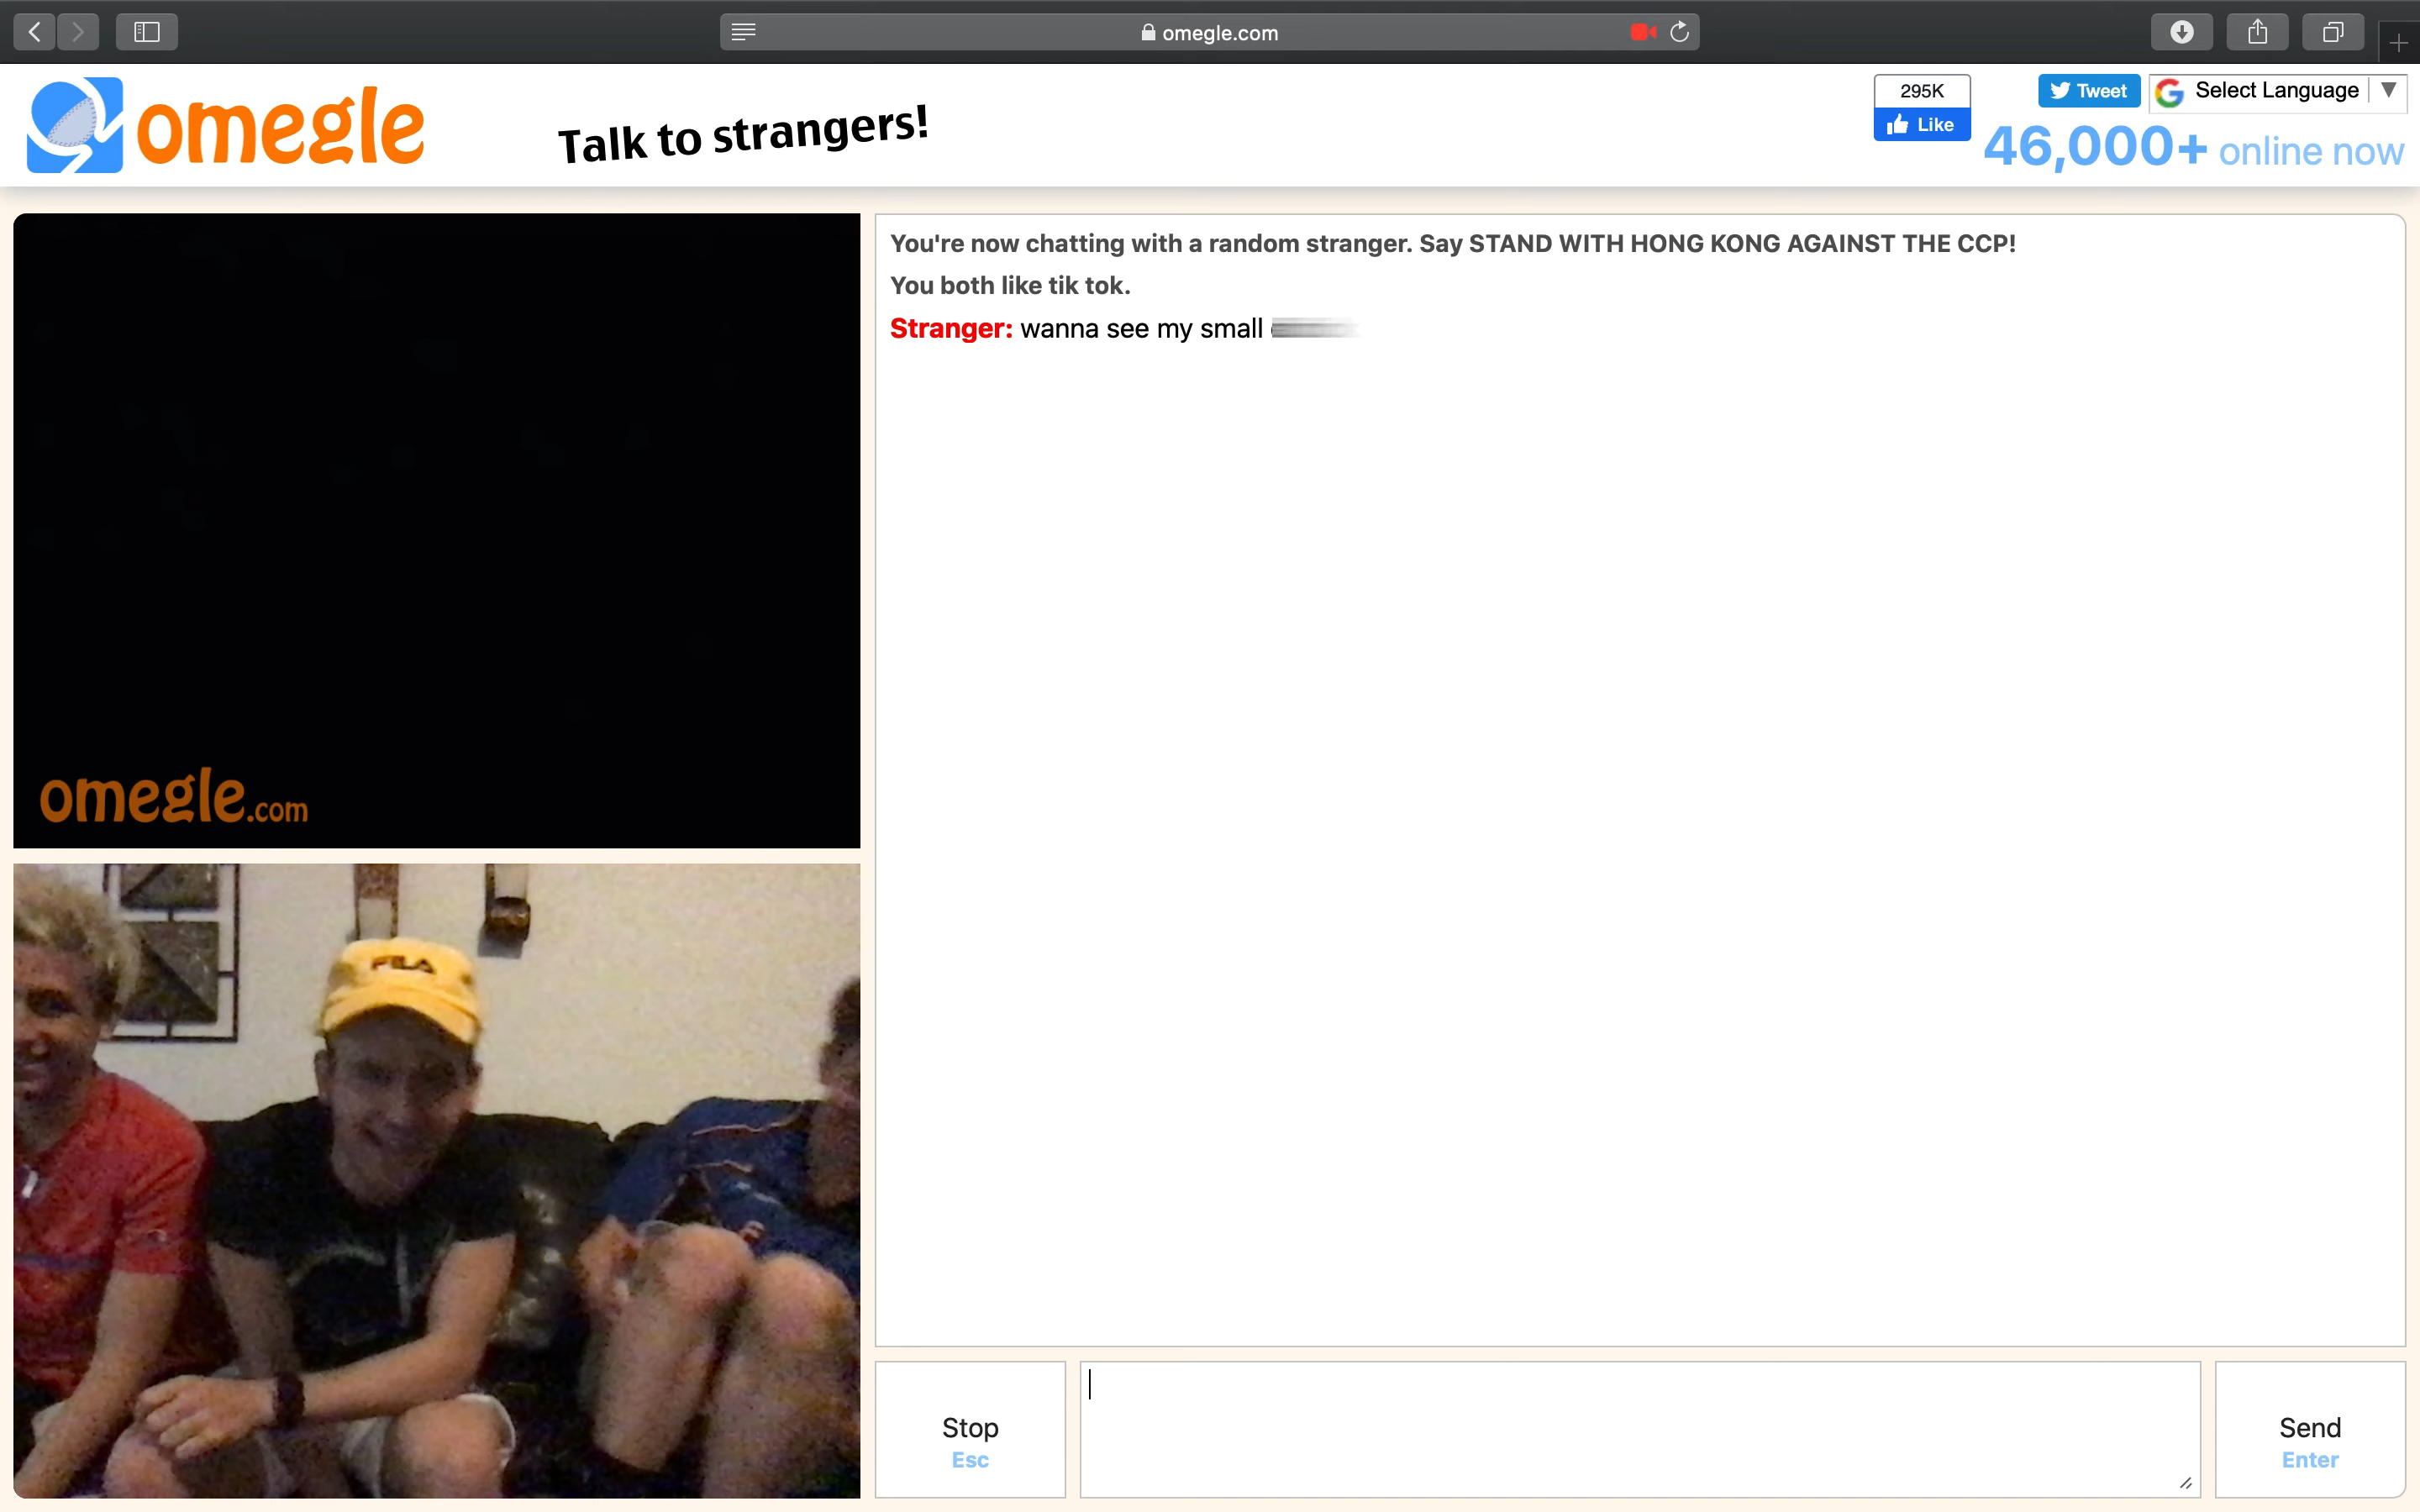 omegle.com
omegle
Talk to strangers!
295K
Like
Tweet
Select Language
46,000+ online now
You're now chatting with a random stranger. Say STAND WITH HONG KONG AGAINST THE CCP!
You both like tik tok.
Stranger: wanna see my small
omegle.com
FILA
Stop
Esc
Send
Enter